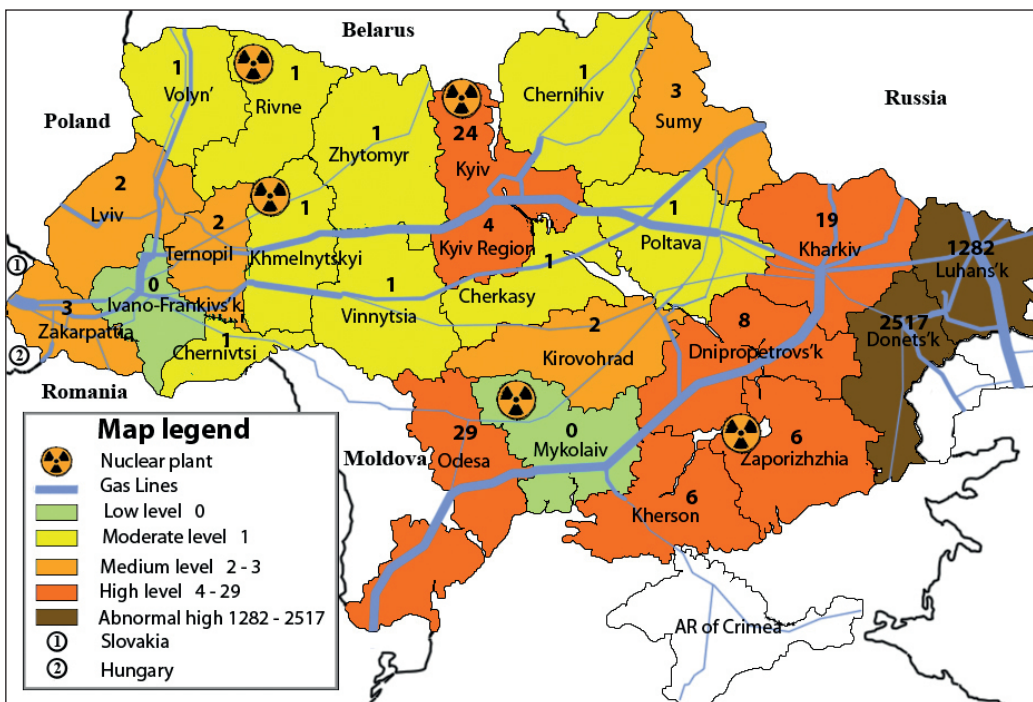 Belarus
Poland
Russia
1
Volyn'
1
Rivne
1
Zhytomyr
24
Kyiv
4
Kyiv Region
1
Chernihiv
3
Sumy
2
Lviv
2
Ternopil
1
Khmelnytskyi
1
Vinnytsia
1
Cherkasy
1
Poltava
19
Kharkiv
1282
Luhans'k
2517
Donets'k
0
Ivano-Frankivs'k
3
Zakarpattia
1
Chernivtsi
2
Kirovohrad
8
Dnipropetrovs'k
29
Odesa
0
Mykolaiv
6
Kherson
6
Zaporizhzhia
AR of Crimea
1
2
Romania
Moldova
Map legend
Nuclear plant
Gas Lines
Low level 0
Moderate level 1
Medium level 2 - 3
High level 4 - 29
Abnormal high 1282 - 2517
1 Slovakia
2 Hungary